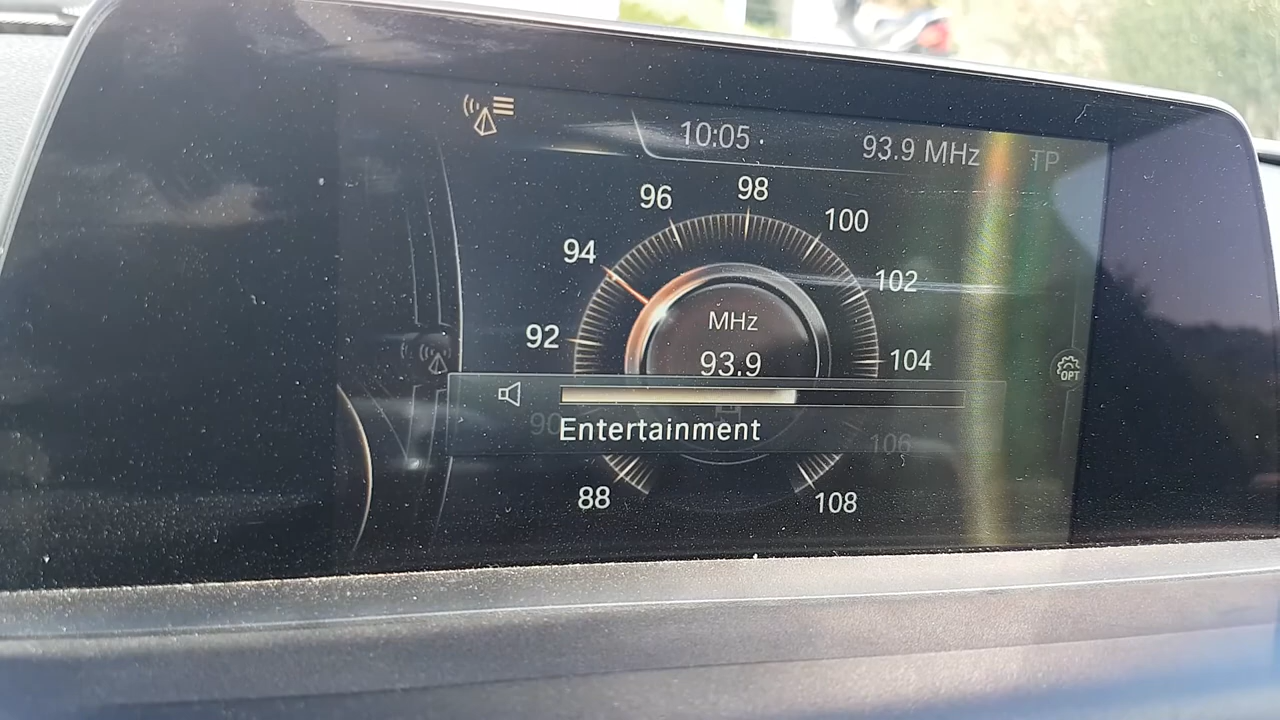 10:05 93.9 MHz TP
96 98 100
94 102
92 104
MHz
93.9
90 106
Entertainment
88 108
OPT